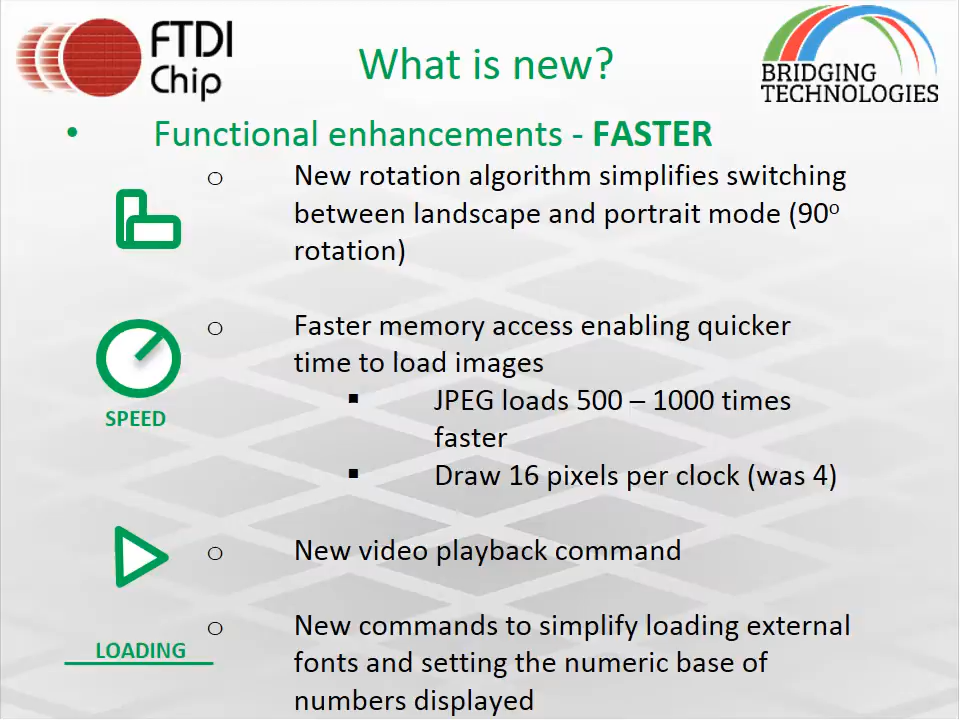 FTDI
Chip
What is new?
BRIDGING
TECHNOLOGIES
• Functional enhancements - FASTER
o New rotation algorithm simplifies switching
between landscape and portrait mode (90º
rotation)
o Faster memory access enabling quicker
time to load images
SPEED
▪ JPEG loads 500 – 1000 times
faster
▪ Draw 16 pixels per clock (was 4)
o New video playback command
o New commands to simplify loading external
LOADING
fonts and setting the numeric base of
numbers displayed